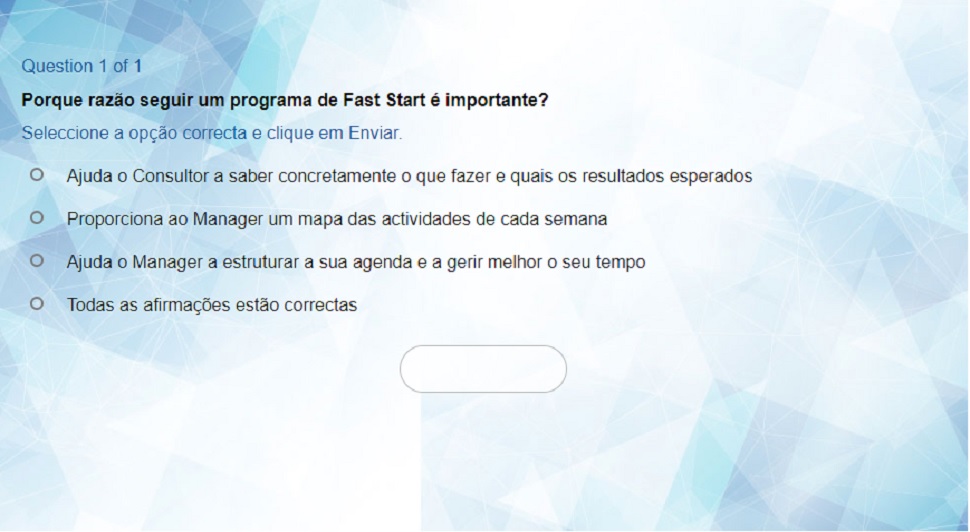 Question 1 of 1
Porque razão seguir um programa de Fast Start é importante?
Seleccione a opção correcta e clique em Enviar.
Ajuda o Consultor a saber concretamente o que fazer e quais os resultados esperados
Proporciona ao Manager um mapa das actividades de cada semana
Ajuda o Manager a estruturar a sua agenda e a gerir melhor o seu tempo
Todas as afirmações estão correctas